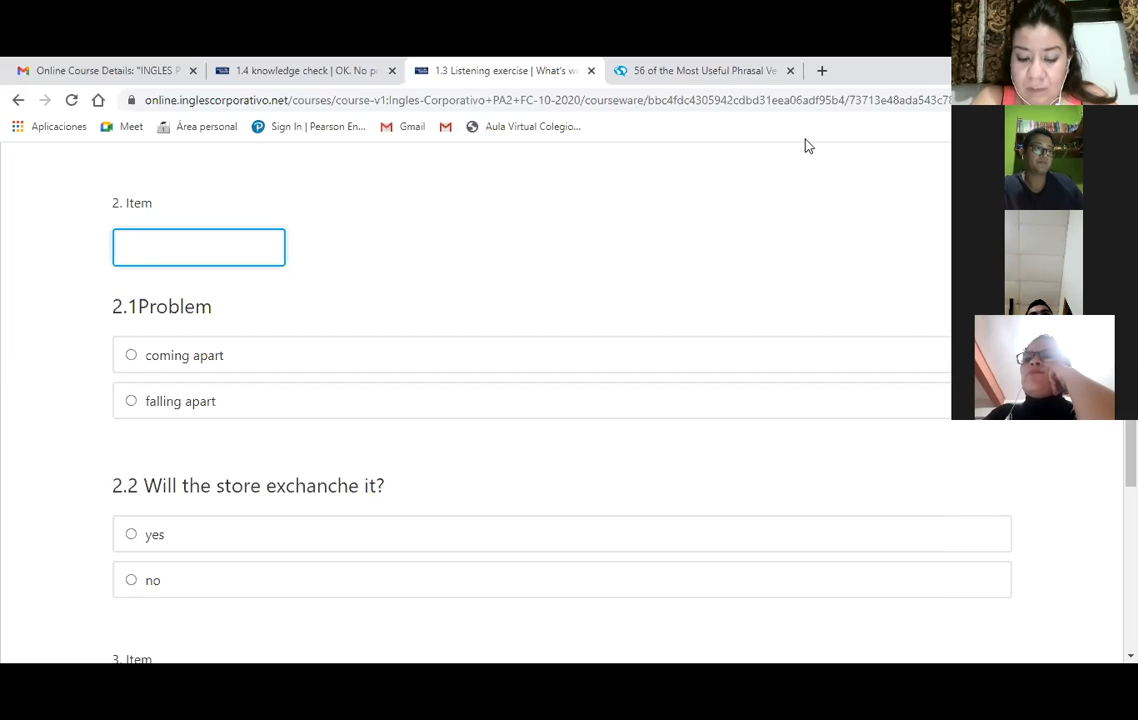 Online Course Details: "INGLES P
1.4 knowledge check | OK. No p
1.3 Listening exercise | What's w
56 of the Most Useful Phrasal Ve
online.inglescorporativo.net/courses/course-v1:Ingles-Corporativo+PA2+FC-10-2020/courseware/bbc4fdc4305942cdbd31eea06adf95b4/73713e48ada543c78
Aplicaciones
Meet
Área personal
Sign In | Pearson En...
Gmail
Aula Virtual Colegio...
2. Item
2.1Problem
coming apart
falling apart
2.2 Will the store exchanche it?
yes
no
3. Item